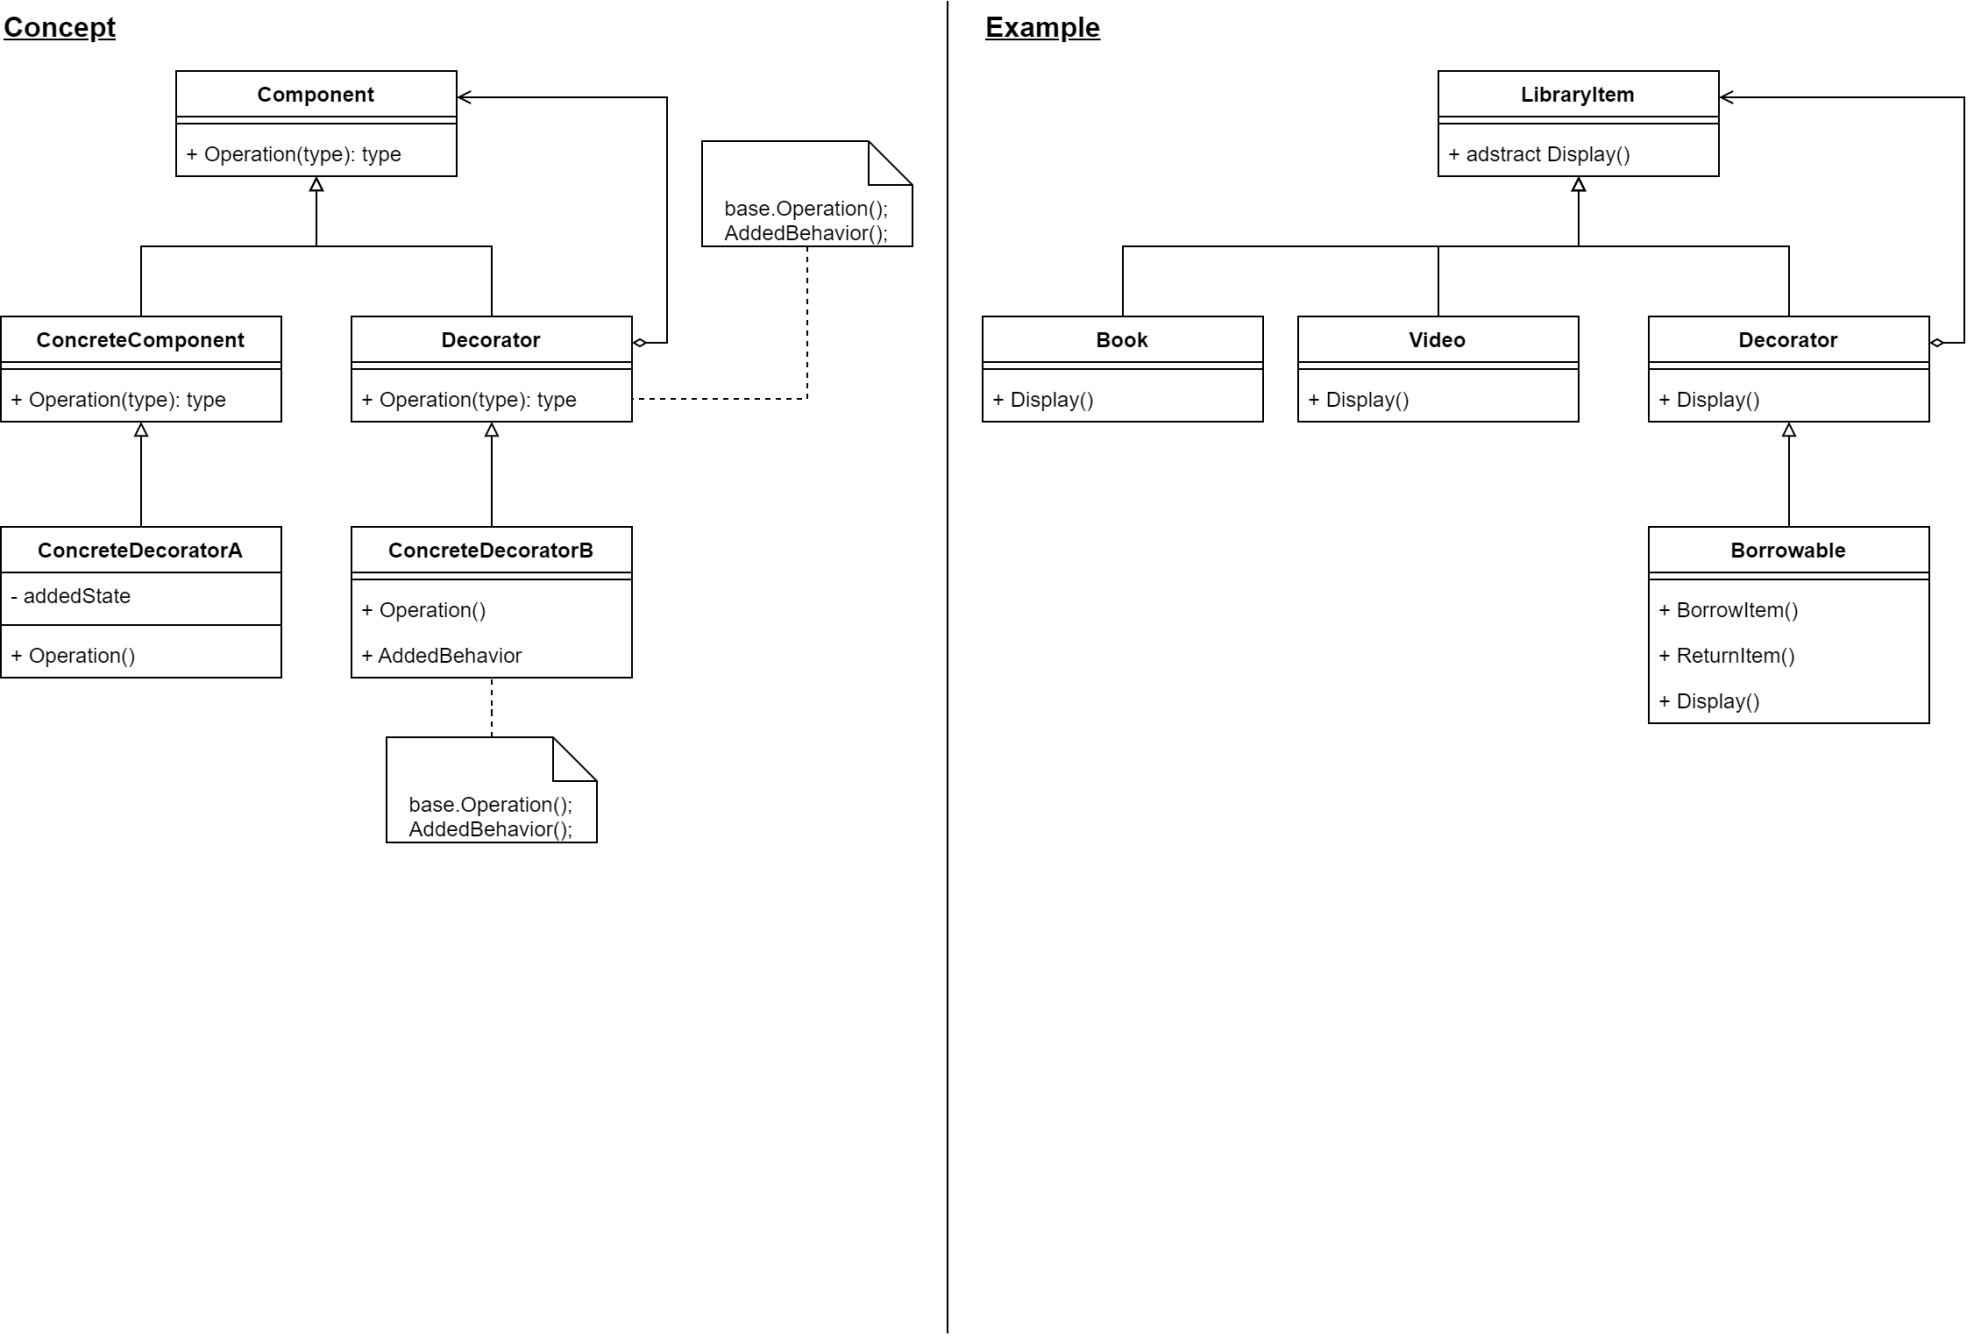 Concept
Component
+ Operation(type): type
base.Operation();
AddedBehavior();
ConcreteComponent
+ Operation(type): type
Decorator
+ Operation(type): type
ConcreteDecoratorA
- addedState
+ Operation()
ConcreteDecoratorB
+ Operation()
+ AddedBehavior
base.Operation();
AddedBehavior();
Example
LibraryItem
+ adstract Display()
Book
+ Display()
Video
+ Display()
Decorator
+ Display()
Borrowable
+ BorrowItem()
+ ReturnItem()
+ Display()